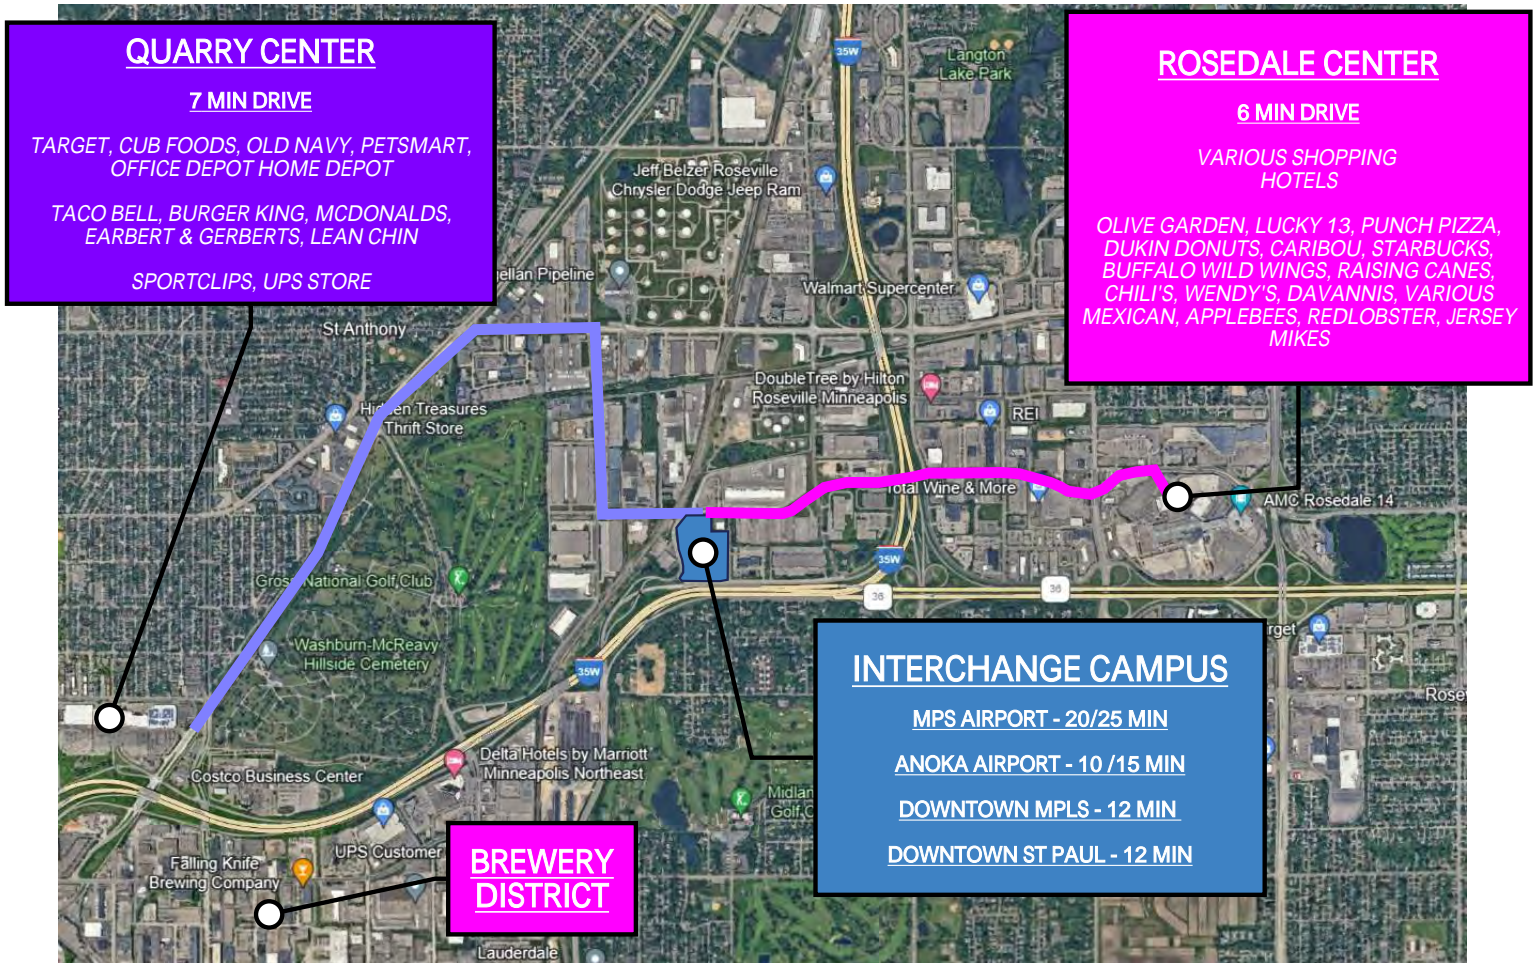 QUARRY CENTER
7 MIN DRIVE
TARGET, CUB FOODS, OLD NAVY, PETSMART,
OFFICE DEPOT HOME DEPOT
TACO BELL, BURGER KING, MCDONALDS,
EARBERT & GERBERTS, LEAN CHIN
SPORTCLIPS, UPS STORE
ROSEDALE CENTER
6 MIN DRIVE
VARIOUS SHOPPING
HOTELS
OLIVE GARDEN, LUCKY 13, PUNCH PIZZA,
DUKIN DONUTS, CARIBOU, STARBUCKS,
BUFFALO WILD WINGS, RAISING CANES,
CHILI'S, WENDY'S, DAVANNIS, VARIOUS
MEXICAN, APPLEBEES, REDLOBSTER, JERSEY
MIKES
35W
Langton
Lake Park
Jeff Belzer Roseville
Chrysler Dodge Jeep Ram
ellan Pipeline
Walmart Supercenter
St Anthony
DoubleTree by Hilton
Roseville Minneapolis
REI
Hidden Treasures
Thrift Store
Total Wine & More
AMC Rosedale 14
35W
36
36
Gross National Golf Club
Washburn-McReavy
Hillside Cemetery
35W
rget
Rose
INTERCHANGE CAMPUS
MPS AIRPORT - 20/25 MIN
ANOKA AIRPORT - 10 /15 MIN
DOWNTOWN MPLS - 12 MIN
DOWNTOWN ST PAUL - 12 MIN
Delta Hotels by Marriott
Minneapolis Northeast
Costco Business Center
Midlan
Golf C
UPS Customer
Falling Knife
Brewing Company
BREWERY
DISTRICT
Lauderdale